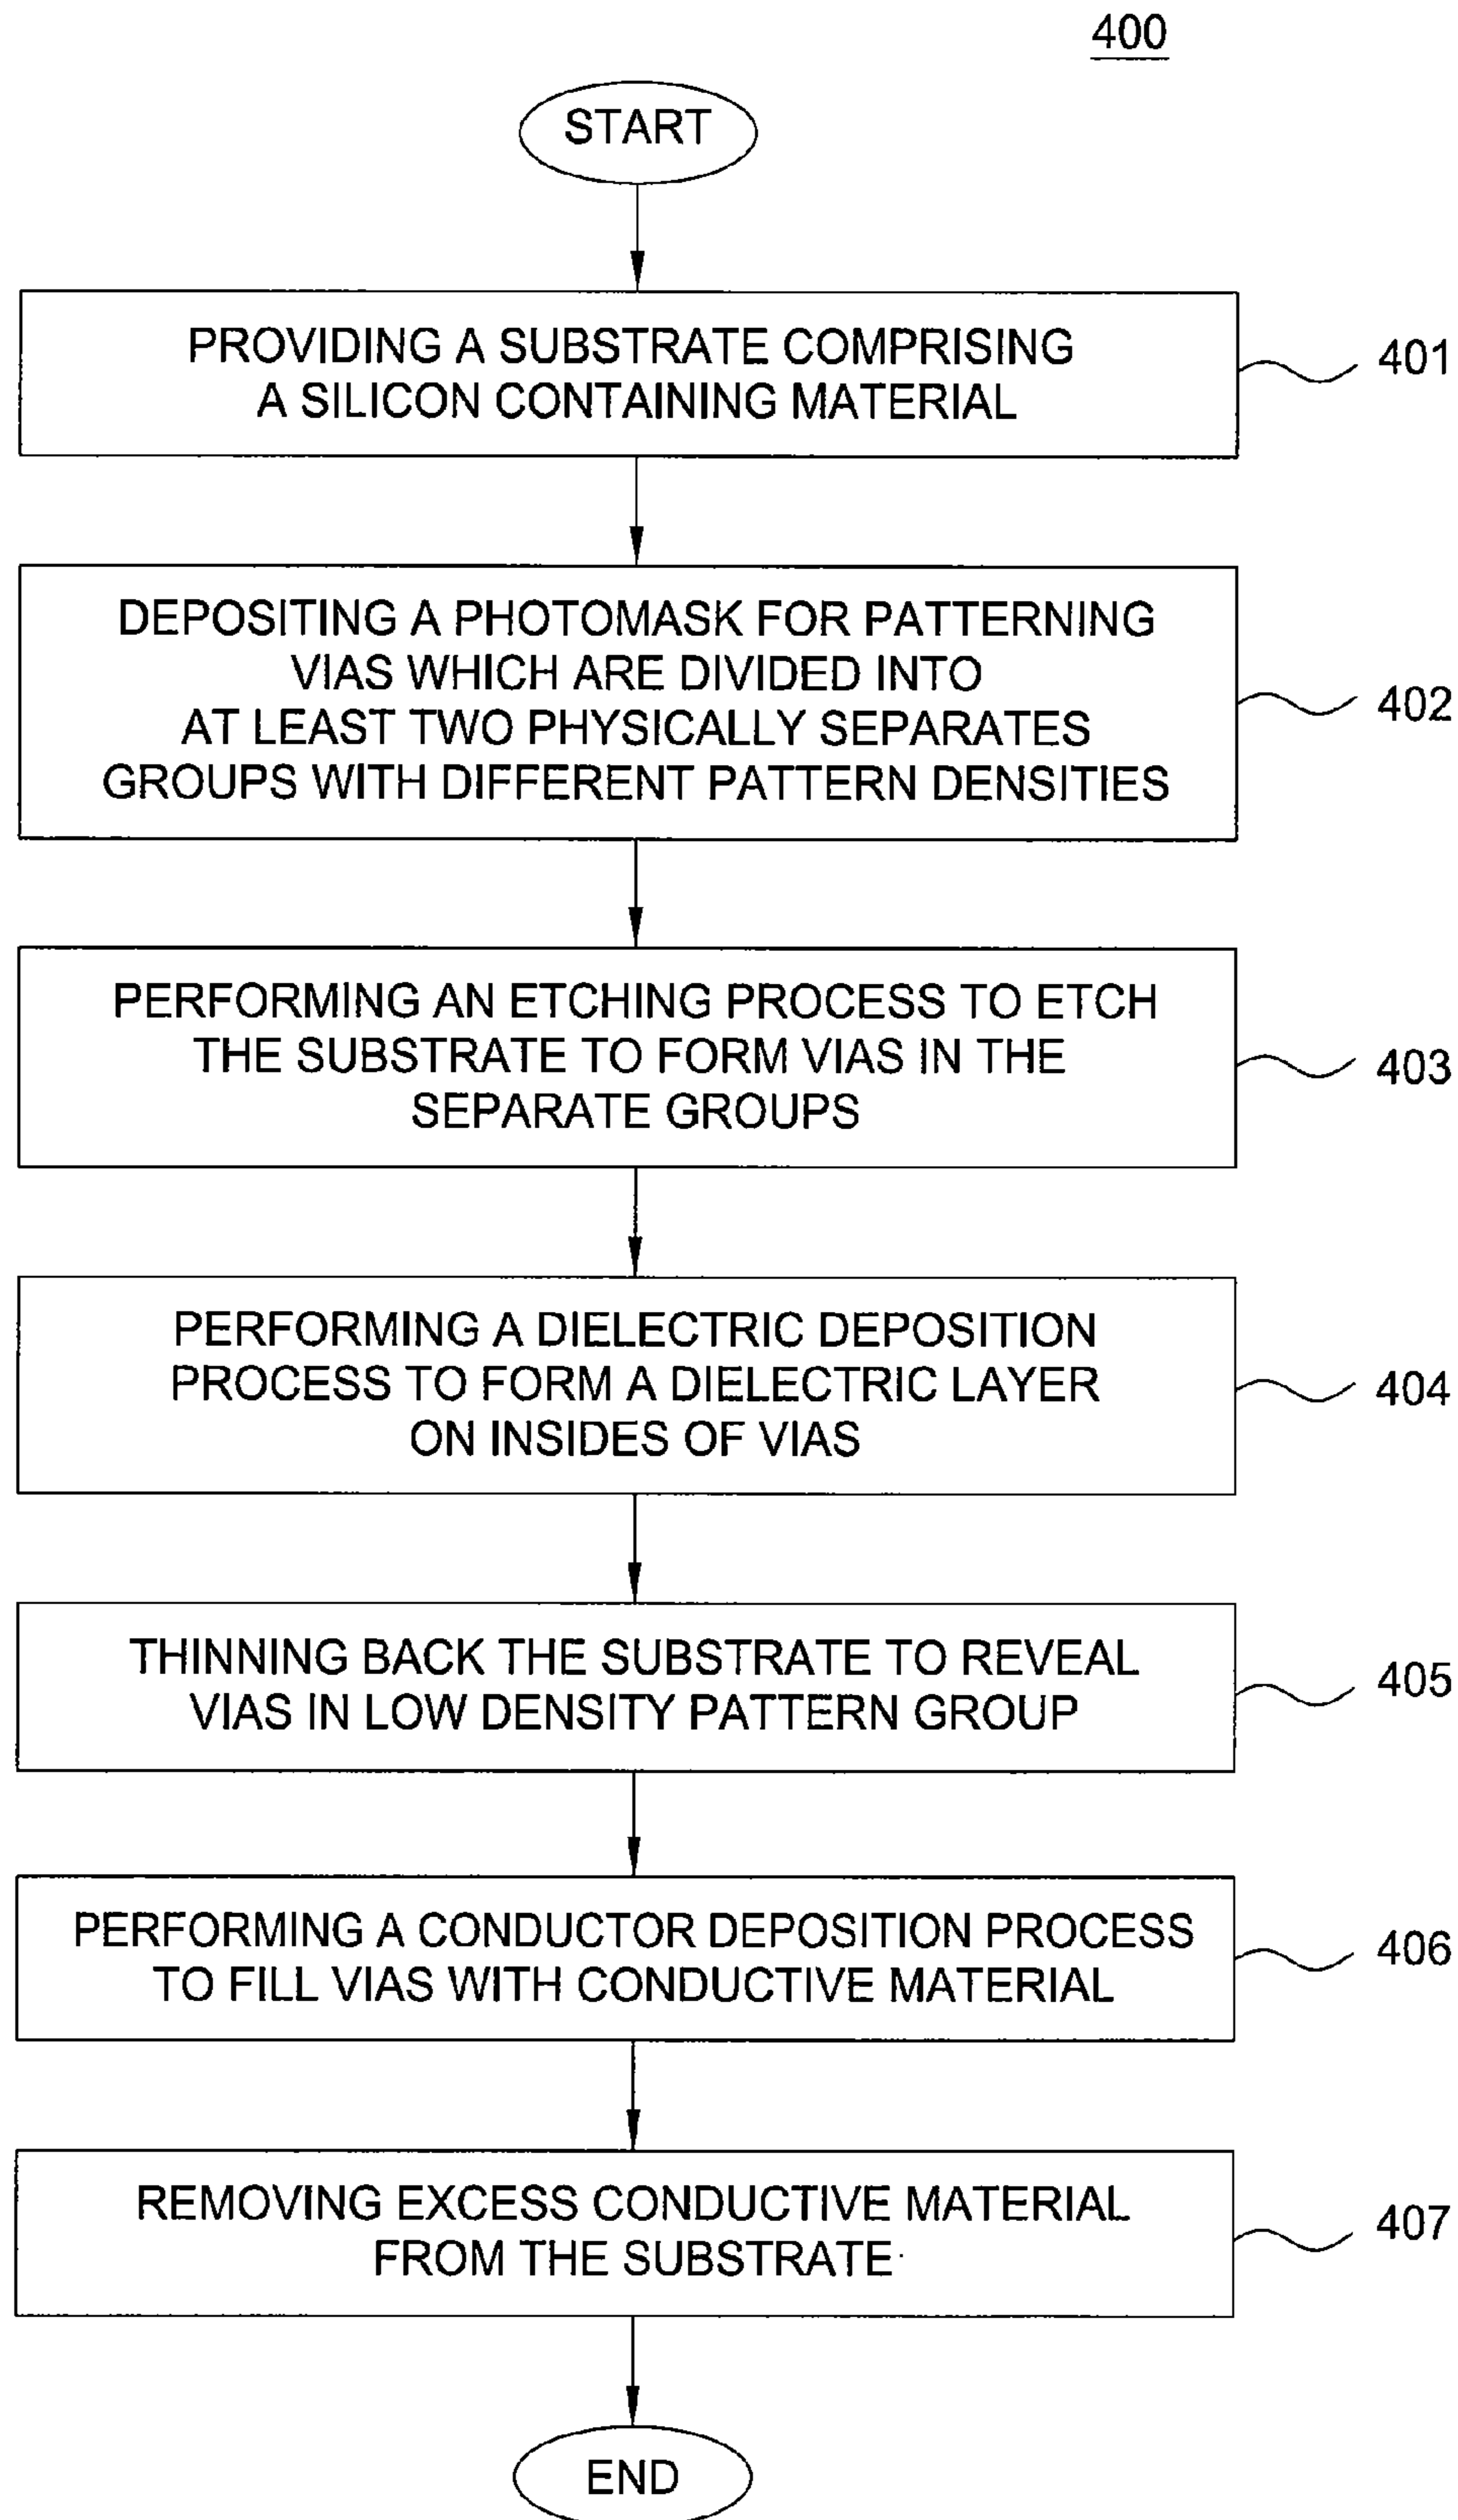 400
START
PROVIDING A SUBSTRATE COMPRISING
A SILICON CONTAINING MATERIAL
401
DEPOSITING A PHOTOMASK FOR PATTERNING
VIAS WHICH ARE DIVIDED INTO
AT LEAST TWO PHYSICALLY SEPARATES
GROUPS WITH DIFFERENT PATTERN DENSITIES
402
PERFORMING AN ETCHING PROCESS TO ETCH
THE SUBSTRATE TO FORM VIAS IN THE
SEPARATE GROUPS
403
PERFORMING A DIELECTRIC DEPOSITION
PROCESS TO FORM A DIELECTRIC LAYER
ON INSIDES OF VIAS
404
THINNING BACK THE SUBSTRATE TO REVEAL
VIAS IN LOW DENSITY PATTERN GROUP
405
PERFORMING A CONDUCTOR DEPOSITION PROCESS
TO FILL VIAS WITH CONDUCTIVE MATERIAL
406
REMOVING EXCESS CONDUCTIVE MATERIAL
FROM THE SUBSTRATE
407
END